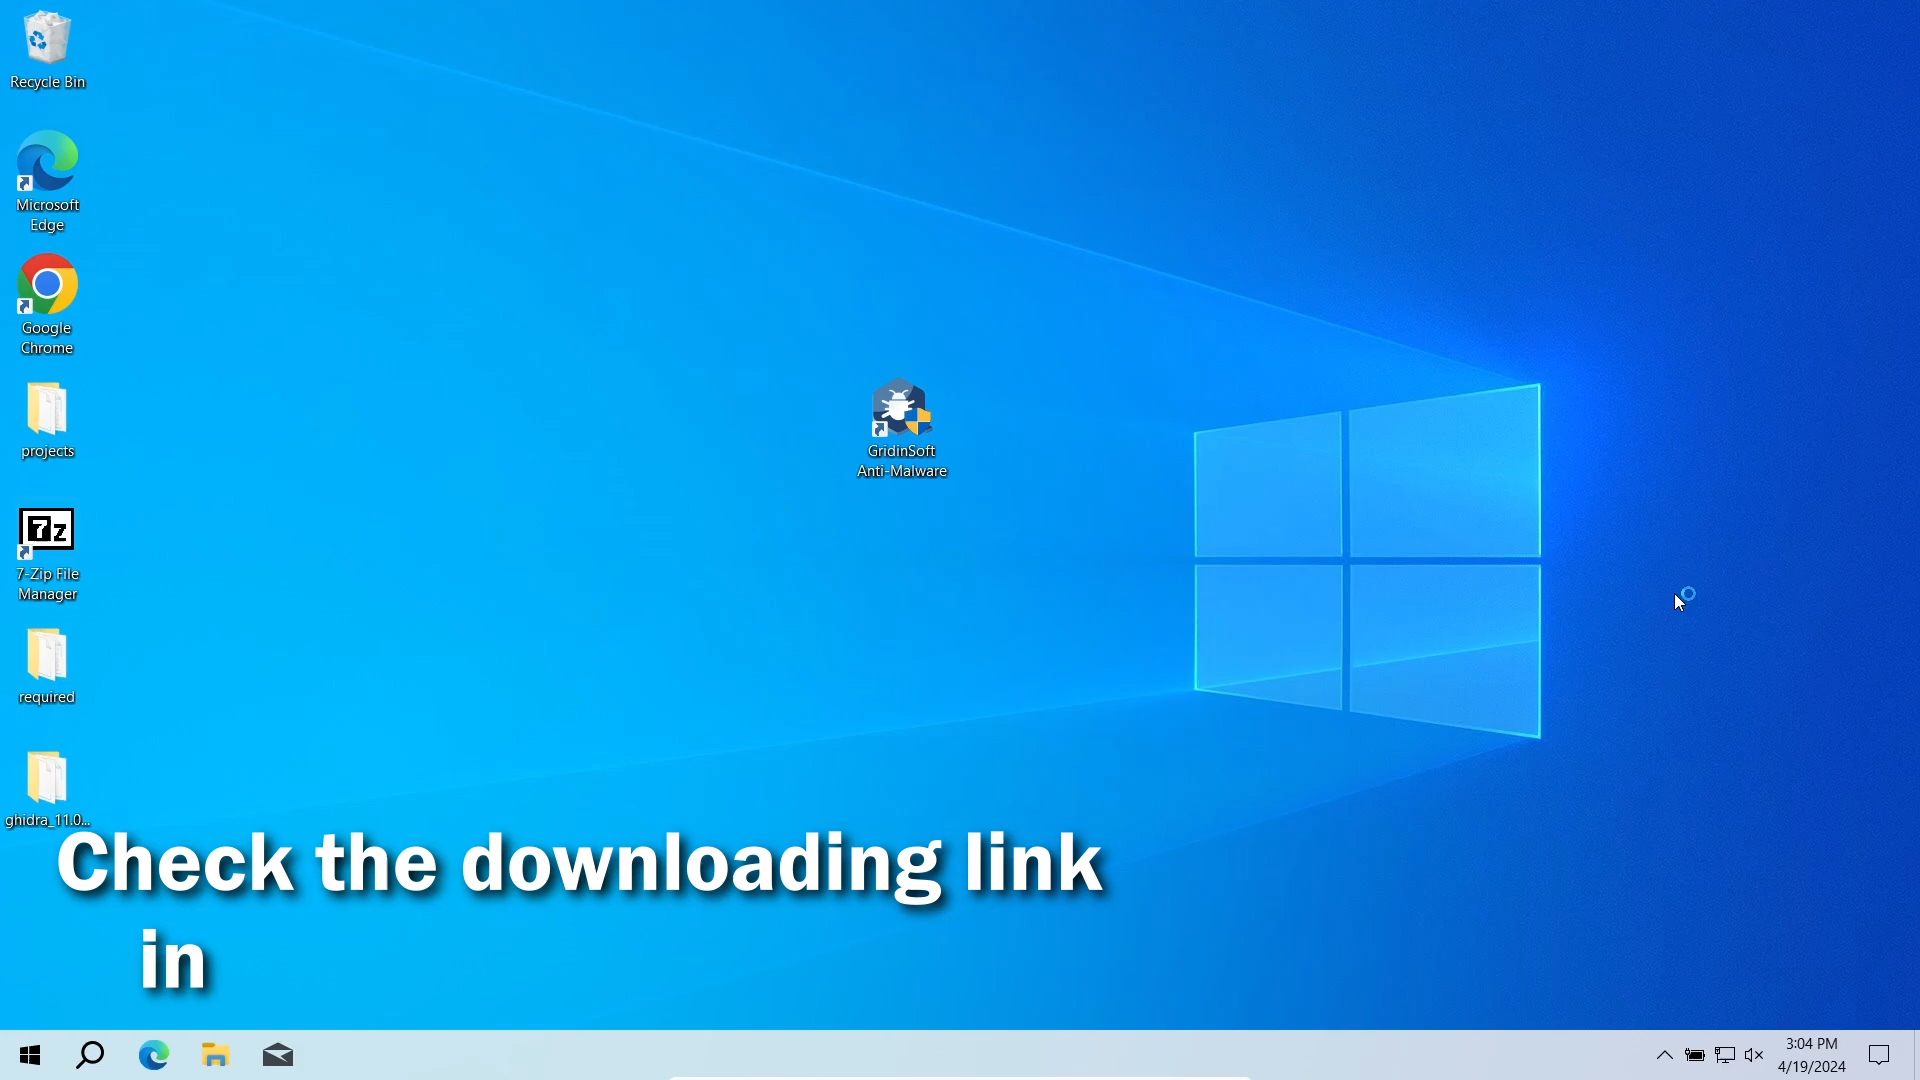 Recycle Bin
Microsoft
Edge
Google
Chrome
projects
7z
7-Zip File
Manager
required
ghidra_11.0...
GridinSoft
Anti-Malware
Check the downloading link
in
3:04 PM
4/19/2024